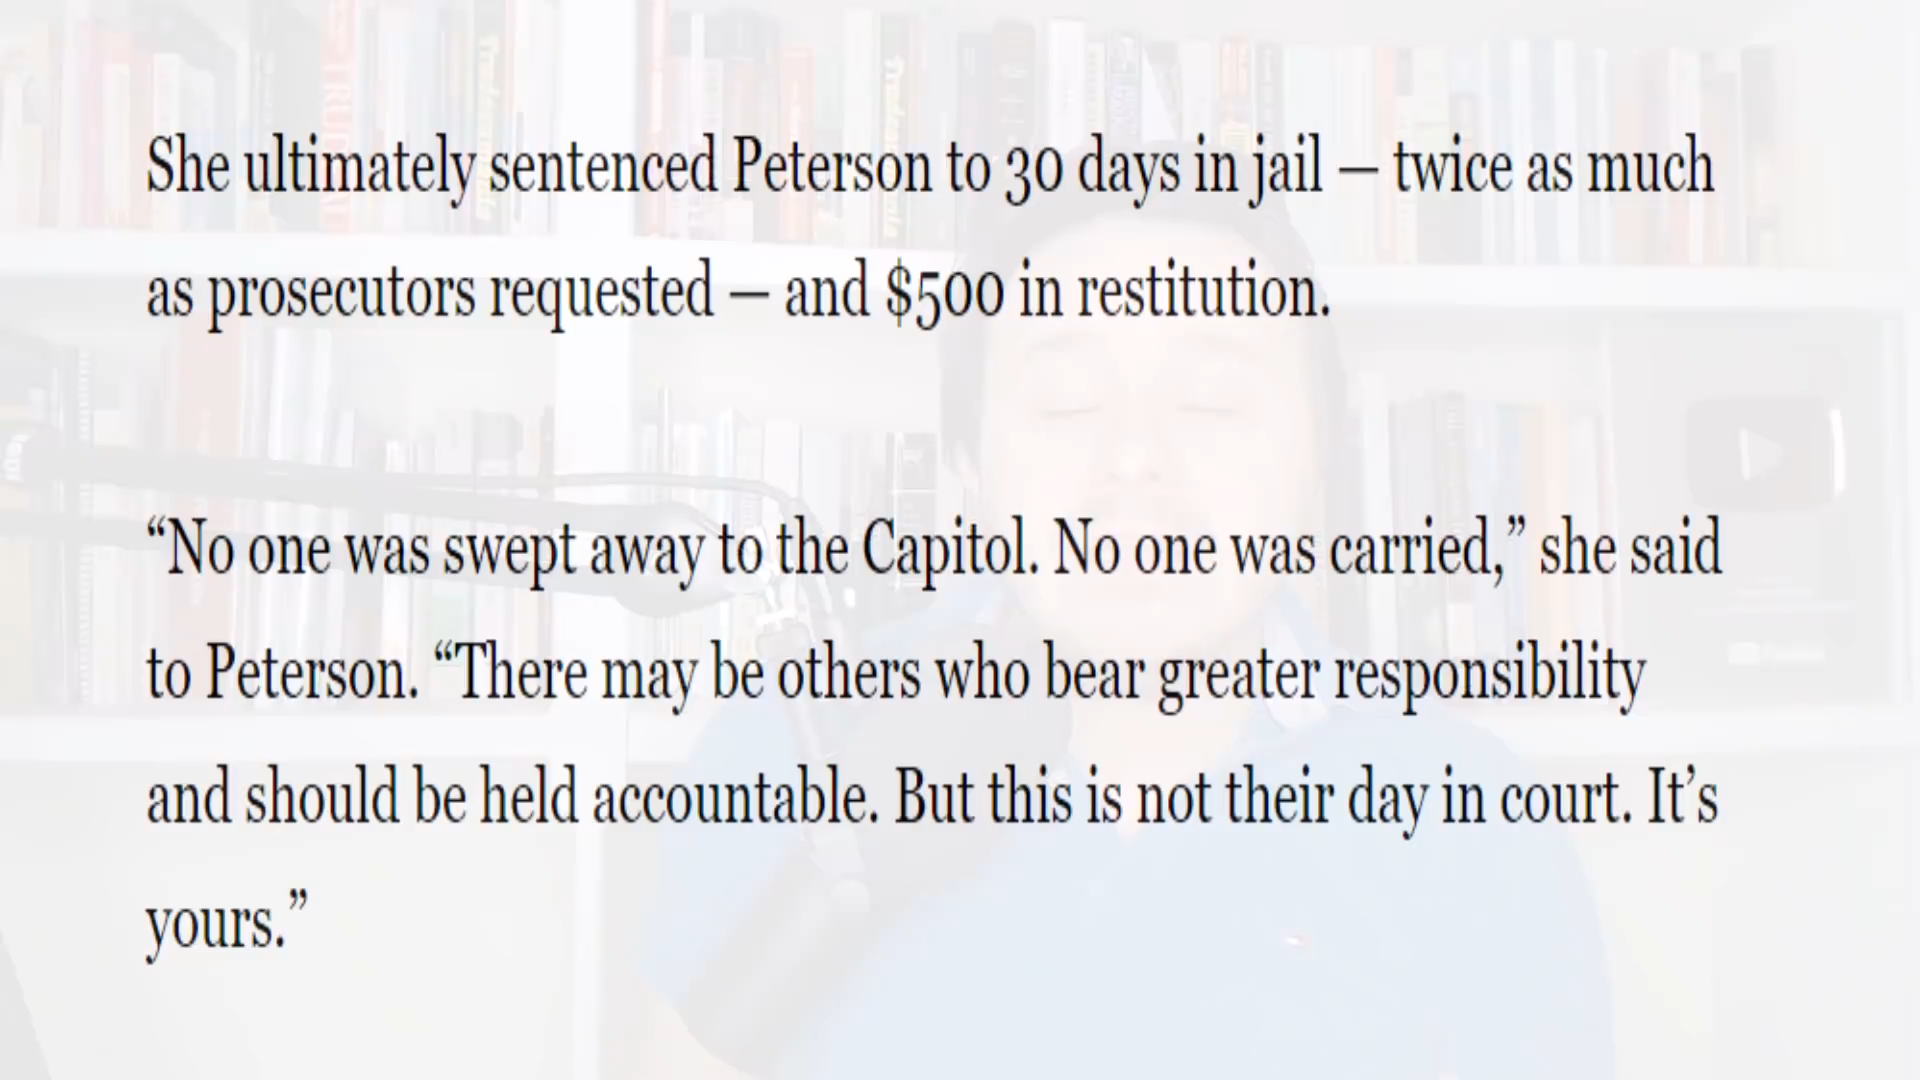 She ultimately sentenced Peterson to 30 days in jail — twice as much
as prosecutors requested — and $500 in restitution.
“No one was swept away to the Capitol. No one was carried,” she said
to Peterson. “There may be others who bear greater responsibility
and should be held accountable. But this is not their day in court. It’s
yours.”